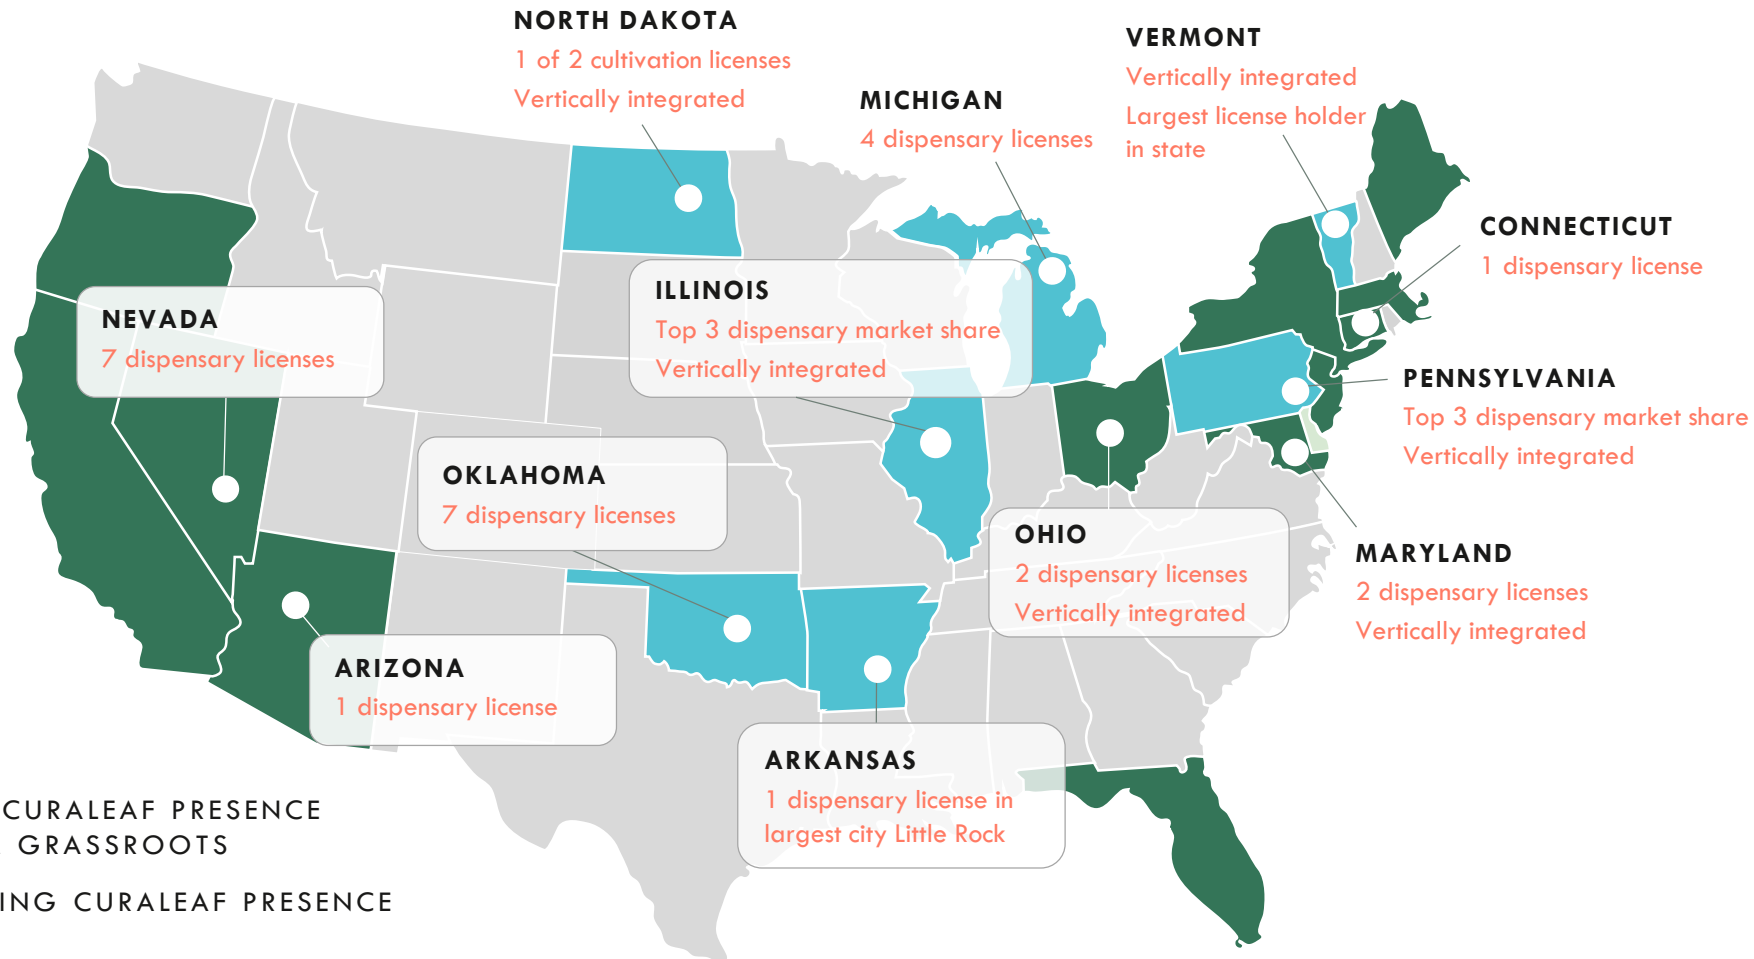 NORTH DAKOTA
1 of 2 cultivation licenses
Vertically integrated
MICHIGAN
4 dispensary licenses
VERMONT
Vertically integrated
Largest license holder
in state
CONNECTICUT
1 dispensary license
NEVADA
7 dispensary licenses
ILLINOIS
Top 3 dispensary market share
Vertically integrated
PENNSYLVANIA
Top 3 dispensary market share
Vertically integrated
OKLAHOMA
7 dispensary licenses
OHIO
2 dispensary licenses
Vertically integrated
MARYLAND
2 dispensary licenses
Vertically integrated
ARIZONA
1 dispensary license
ARKANSAS
1 dispensary license in
largest city Little Rock
CURALEAF PRESENCE
GRASSROOTS
ING CURALEAF PRESENCE